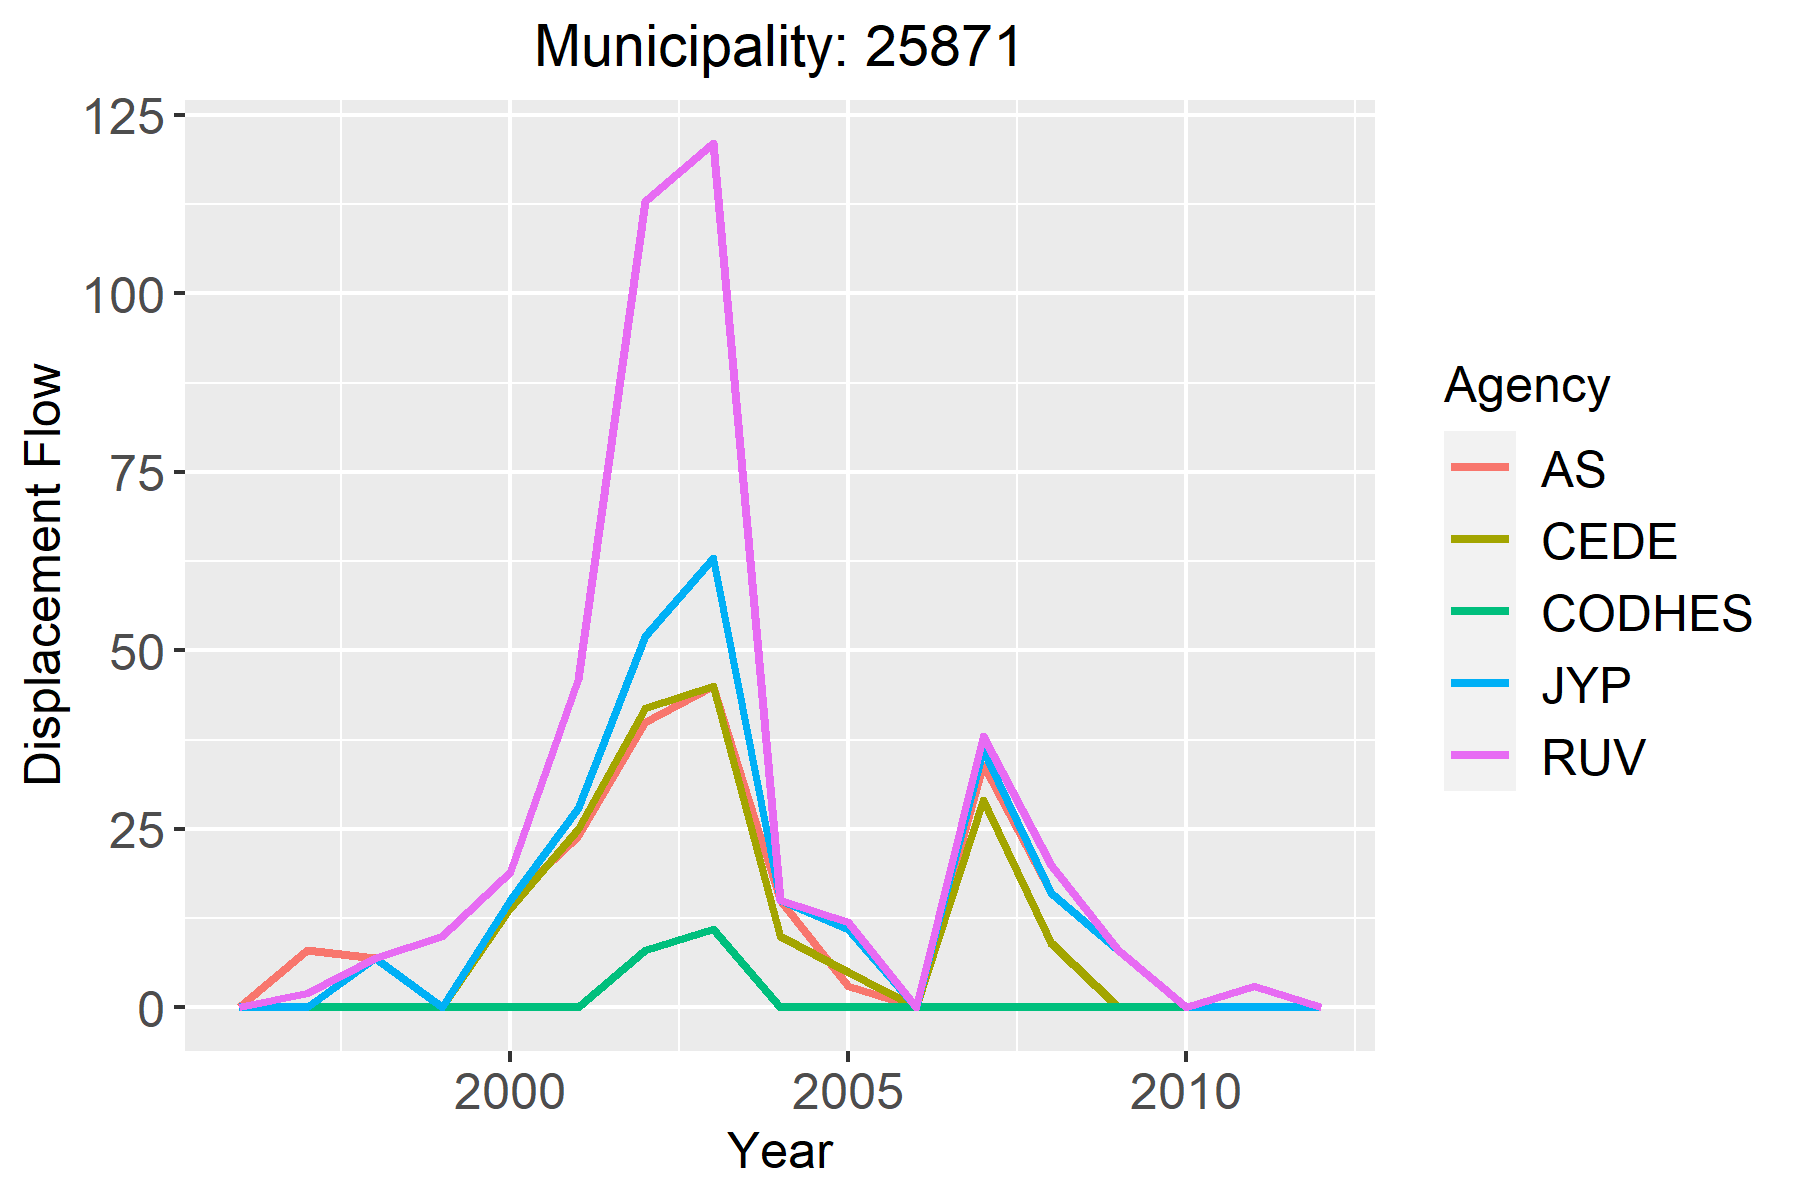 Municipality: 25871
125
100
75
50
25
0
Displacement Flow
2000 2005 2010
Year
Agency
AS
CEDE
CODHES
JYP
RUV